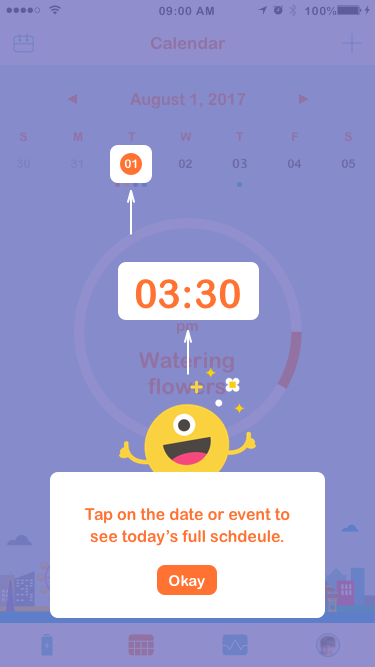 09:00 AM 100%
Calendar
August 1, 2017
S M T W T F S
30 31 01 02 03 04 05
03:30
pm
Watering
flowers
Tap on the date or event to
see today's full schdeule.
Okay